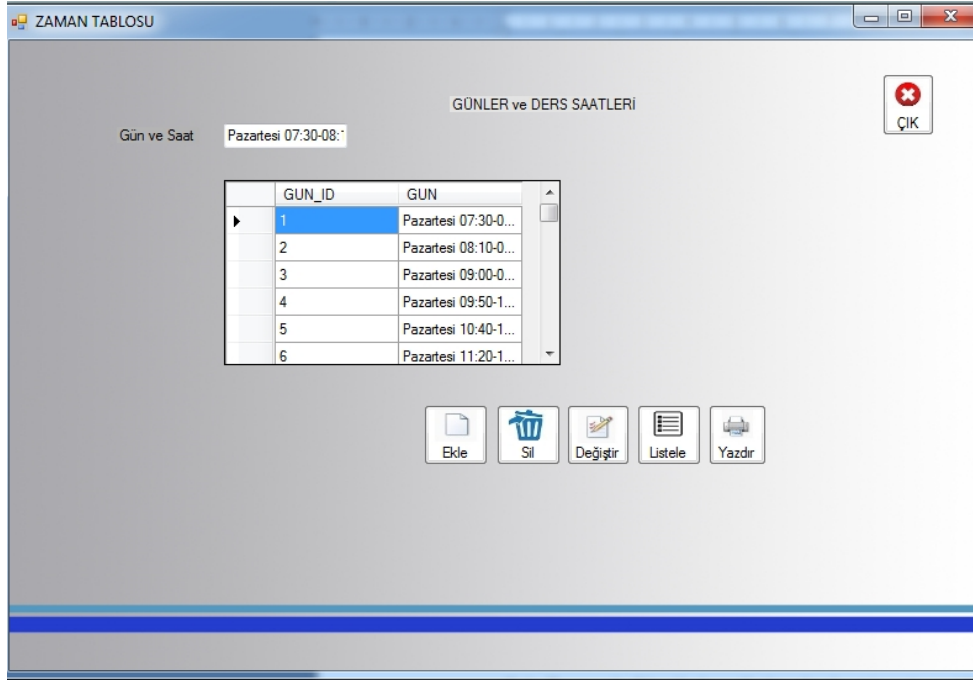 ZAMAN TABLOSU
GÜNLER ve DERS SAATLERİ
ÇIK
Gün ve Saat Pazartesi 07:30-08:
GUN_ID GUN
1 Pazartesi 07:30-0...
2 Pazartesi 08:10-0...
3 Pazartesi 09:00-0...
4 Pazartesi 09:50-1...
5 Pazartesi 10:40-1...
6 Pazartesi 11:20-1...
Ekle Sil Değiştir Listele Yazdır